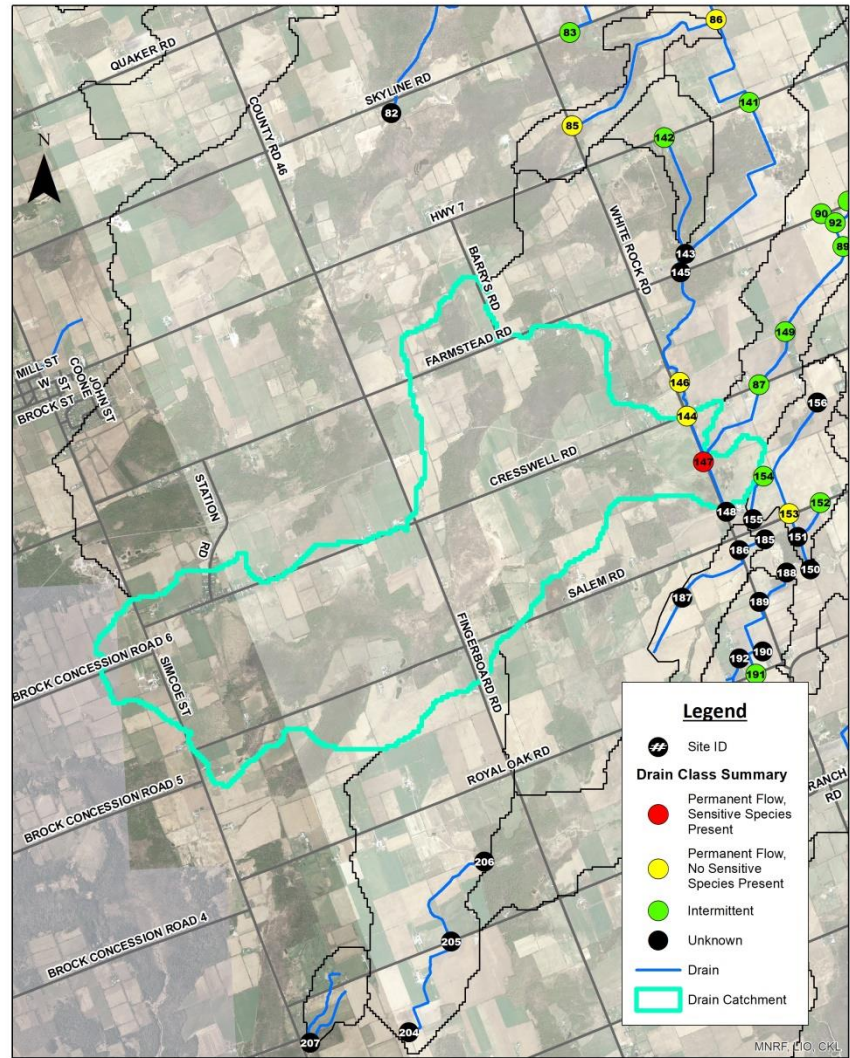 86
83
QUAKER RD
COUNTY RD 46
SKYLINE RD
82
85
141
142
N
HWY 7
BARRYS RD
WHITE ROCK RD
90
92
89
143
145
FARMSTEAD RD
149
MILL ST
W ST
COONE
JOHN ST
BROCK ST
146
87
144
156
CRESSWELL RD
147
154
STATION RD
148
155
153
152
151
185
186
150
188
SALEM RD
187
189
FINGERBOARD RD
190
192
191
BROCK CONCESSION ROAD 6
SIMCOE ST
ROYAL OAK RD
BROCK CONCESSION ROAD 5
RANCH RD
206
BROCK CONCESSION ROAD 4
205
204
207
Legend
# Site ID
Drain Class Summary
Permanent Flow,
Sensitive Species
Present
Permanent Flow,
No Sensitive
Species Present
Intermittent
Unknown
Drain
Drain Catchment
MNRF, LIO, CKL